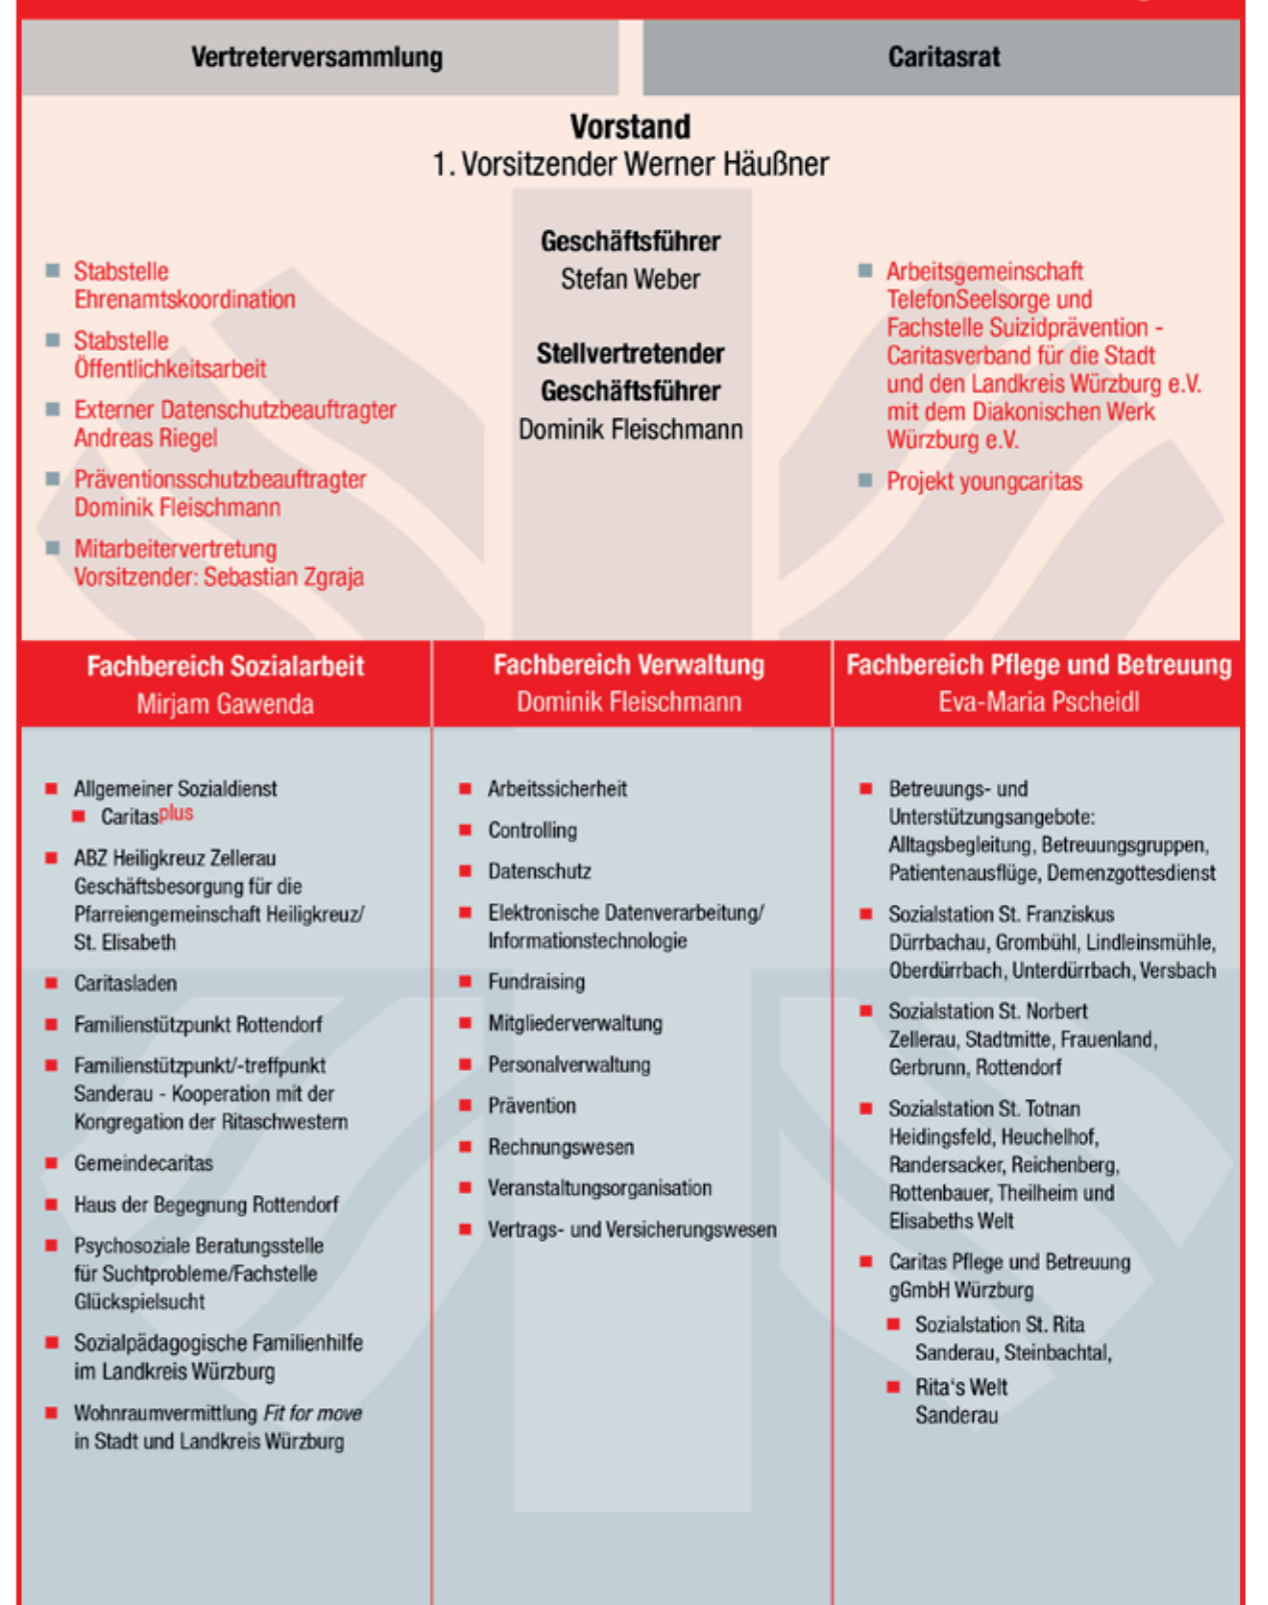 Vertreterversammlung
Caritasrat
Vorstand
1. Vorsitzender Werner Häußner
Geschäftsführer
Stefan Weber
Stellvertretender
Geschäftsführer
Dominik Fleischmann
Stabstelle
Ehrenamtskoordination
Stabstelle
Öffentlichkeitsarbeit
Externer Datenschutzbeauftragter
Andreas Riegel
Präventionsschutzbeauftragter
Dominik Fleischmann
Mitarbeitervertretung
Vorsitzender: Sebastian Zgraja
Arbeitsgemeinschaft
TelefonSeelsorge und
Fachstelle Suizidprävention -
Caritasverband für die Stadt
und den Landkreis Würzburg e.V.
mit dem Diakonischen Werk
Würzburg e.V.
Projekt youngcaritas
Fachbereich Sozialarbeit
Mirjam Gawenda
Allgemeiner Sozialdienst
Caritasplus
ABZ Heiligkreuz Zellerau
Geschäftsbesorgung für die
Pfarreiengemeinschaft Heiligkreuz/
St. Elisabeth
Caritasladen
Familienstützpunkt Rottendorf
Familienstützpunkt/-treffpunkt
Sanderau - Kooperation mit der
Kongregation der Ritaschwestern
Gemeindecaritas
Haus der Begegnung Rottendorf
Psychosoziale Beratungsstelle
für Suchtprobleme/Fachstelle
Glückspielsucht
Sozialpädagogische Familienhilfe
im Landkreis Würzburg
Wohnraumvermittlung Fit for move
in Stadt und Landkreis Würzburg
Fachbereich Verwaltung
Dominik Fleischmann
Arbeitssicherheit
Controlling
Datenschutz
Elektronische Datenverarbeitung/
Informationstechnologie
Fundraising
Mitgliederverwaltung
Personalverwaltung
Prävention
Rechnungswesen
Veranstaltungsorganisation
Vertrags- und Versicherungswesen
Fachbereich Pflege und Betreuung
Eva-Maria Pscheidl
Betreuungs- und
Unterstützungsangebote:
Alltagsbegleitung, Betreuungsgruppen,
Patientenausflüge, Demenzgottesdienst
Sozialstation St. Franziskus
Dürrbachau, Grombühl, Lindleinsmühle,
Oberdürrbach, Unterdürrbach, Versbach
Sozialstation St. Norbert
Zellerau, Stadtmitte, Frauenland,
Gerbrunn, Rottendorf
Sozialstation St. Totnan
Heidingsfeld, Heuchelhof,
Randersacker, Reichenberg,
Rottenbauer, Theilheim und
Elisabeths Welt
Caritas Pflege und Betreuung
gGmbH Würzburg
Sozialstation St. Rita
Sanderau, Steinbachtal,
Rita‘s Welt
Sanderau